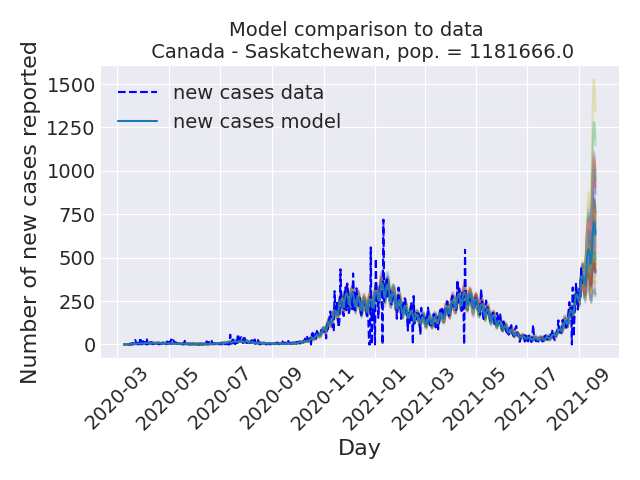 Model comparison to data
Canada - Saskatchewan, pop. = 1181666.0
Number of new cases reported
1500
1250
1000
750
500
250
0
new cases data
new cases model
2020-03
2020-05
2020-07
2020-09
2020-11
2021-01
2021-03
2021-05
2021-07
2021-09
Day